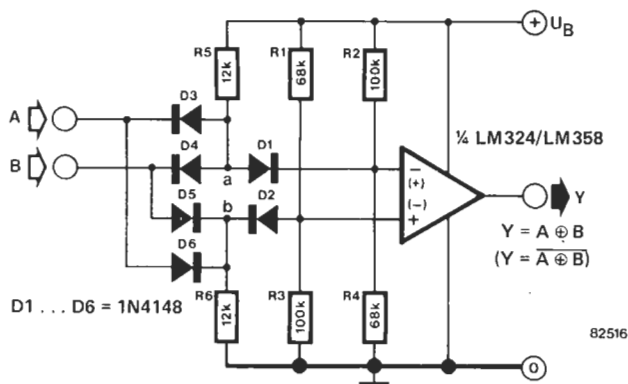 + U_B
R5
R1
R2
12k
68k
100k
D3
A
¼ LM324/LM358
B
D4
D1
a
−
(+)
(−)
+
Y
b
D5
D2
Y = A ⊕ B
(Y = \overline{A ⊕ B})
D6
D1 . . . D6 = 1N4148
R6
R3
R4
12k
100k
68k
82516
0